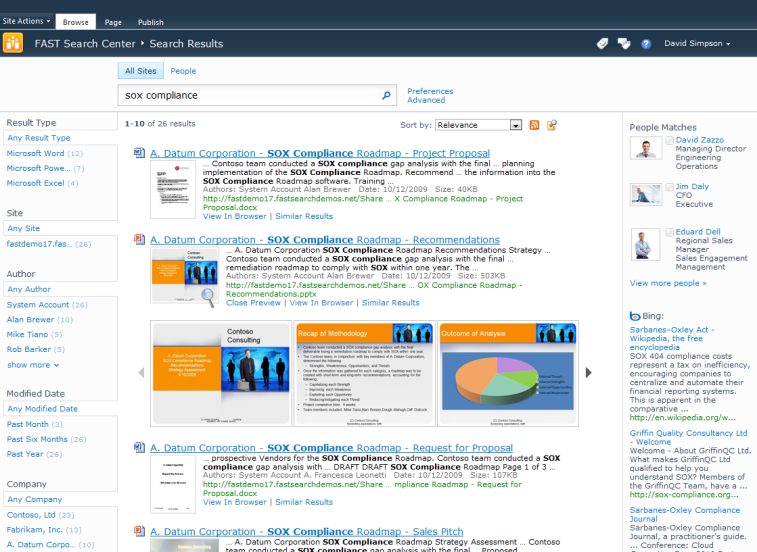 Site Actions Browse Page Publish
FAST Search Center Search Results
David Simpson
All Sites People
sox compliance
Preferences
Advanced
Result Type
Any Result Type
Microsoft Word (12)
Microsoft Powe... (7)
Microsoft Excel (4)
Site
Any Site
fastdemo17.fas... (26)
Author
Any Author
System Account (26)
Alan Brewer (10)
Mike Tiano (5)
Rob Barker (5)
show more
Modified Date
Any Modified Date
Past Month (3)
Past Six Months (26)
Past Year (26)
Company
Any Company
Contoso, Ltd (23)
Fabrikam, Inc. (13)
A. Datum Corpo... (10)
1-10 of 26 results
Sort by: Relevance
A. Datum Corporation - SOX Compliance Roadmap - Project Proposal
... Contoso team conducted a SOX compliance gap analysis with the final ... planning
implementation of the SOX Compliance Roadmap. Recommend ... the information into the
SOX Compliance Roadmap software. Training ...
Authors: System Account Alan Brewer Date: 10/12/2009 Size: 40KB
http://fastdemo17.fastsearchdemos.net/Share ... X Compliance Roadmap - Project
Proposal.docx
View In Browser | Similar Results
A. Datum Corporation - SOX Compliance Roadmap - Recommendations
... A. Datum Corporation SOX Compliance Roadmap Recommendations Strategy ...
Contoso team conducted a SOX compliance gap analysis with the final ...
remediation roadmap to comply with SOX within one year. The ...
Authors: System Account Alan Brewer Date: 10/12/2009 Size: 503KB
http://fastdemo17.fastsearchdemos.net/Share ... OX Compliance Roadmap -
Recommendations.pptx
Close Preview | View In Browser | Similar Results
Contoso
Consulting
Contoso
Consulting
A. Datum Corporation
SOX Compliance Roadmap
Strategy Assessment
Recap of Methodology
Outcome of Analysis
A. Datum Corporation - SOX Compliance Roadmap - Request for Proposal
... prospective Vendors for the SOX Compliance Roadmap. Contoso team conducted a SOX
compliance gap analysis with ... DRAFT DRAFT SOX Compliance Roadmap Page 1 of 3 ...
Authors: System Account A. Francesca Leonetti Date: 10/12/2009 Size: 107KB
http://fastdemo17.fastsearchdemos.net/Share ... mpliance Roadmap - Request for
Proposal.docx
View In Browser | Similar Results
A. Datum Corporation - SOX Compliance Roadmap - Sales Pitch
... A. Datum Corporation SOX Compliance Roadmap Strategy Assessment ... Contoso
team conducted a SOX compliance gap analysis with the final ... Proposed
People Matches
David Zazzo
Managing Director
Engineering
Operations
Jim Daly
CFO
Executive
Eduard Dell
Regional Sales
Manager
Sales Engagement
Management
View more people »
Bing:
Sarbanes–Oxley Act -
Wikipedia, the free
encyclopedia
SOX 404 compliance costs
represent a tax on inefficiency,
encouraging companies to
centralize and automate their
financial reporting systems.
This is apparent in the
comparative ...
http://en.wikipedia.org/w...
Griffin Quality Consultancy Ltd
- Welcome
Welcome - About GriffinQC Ltd.
What makes GriffinQC Ltd
qualified to help you
understand SOX? Members of
the GriffinQC Team, have a ...
http://sox-compliance.org...
Sarbanes-Oxley Compliance
Journal
Sarbanes-Oxley Compliance
Journal, a practitioner's guide.
... Conference: Cloud